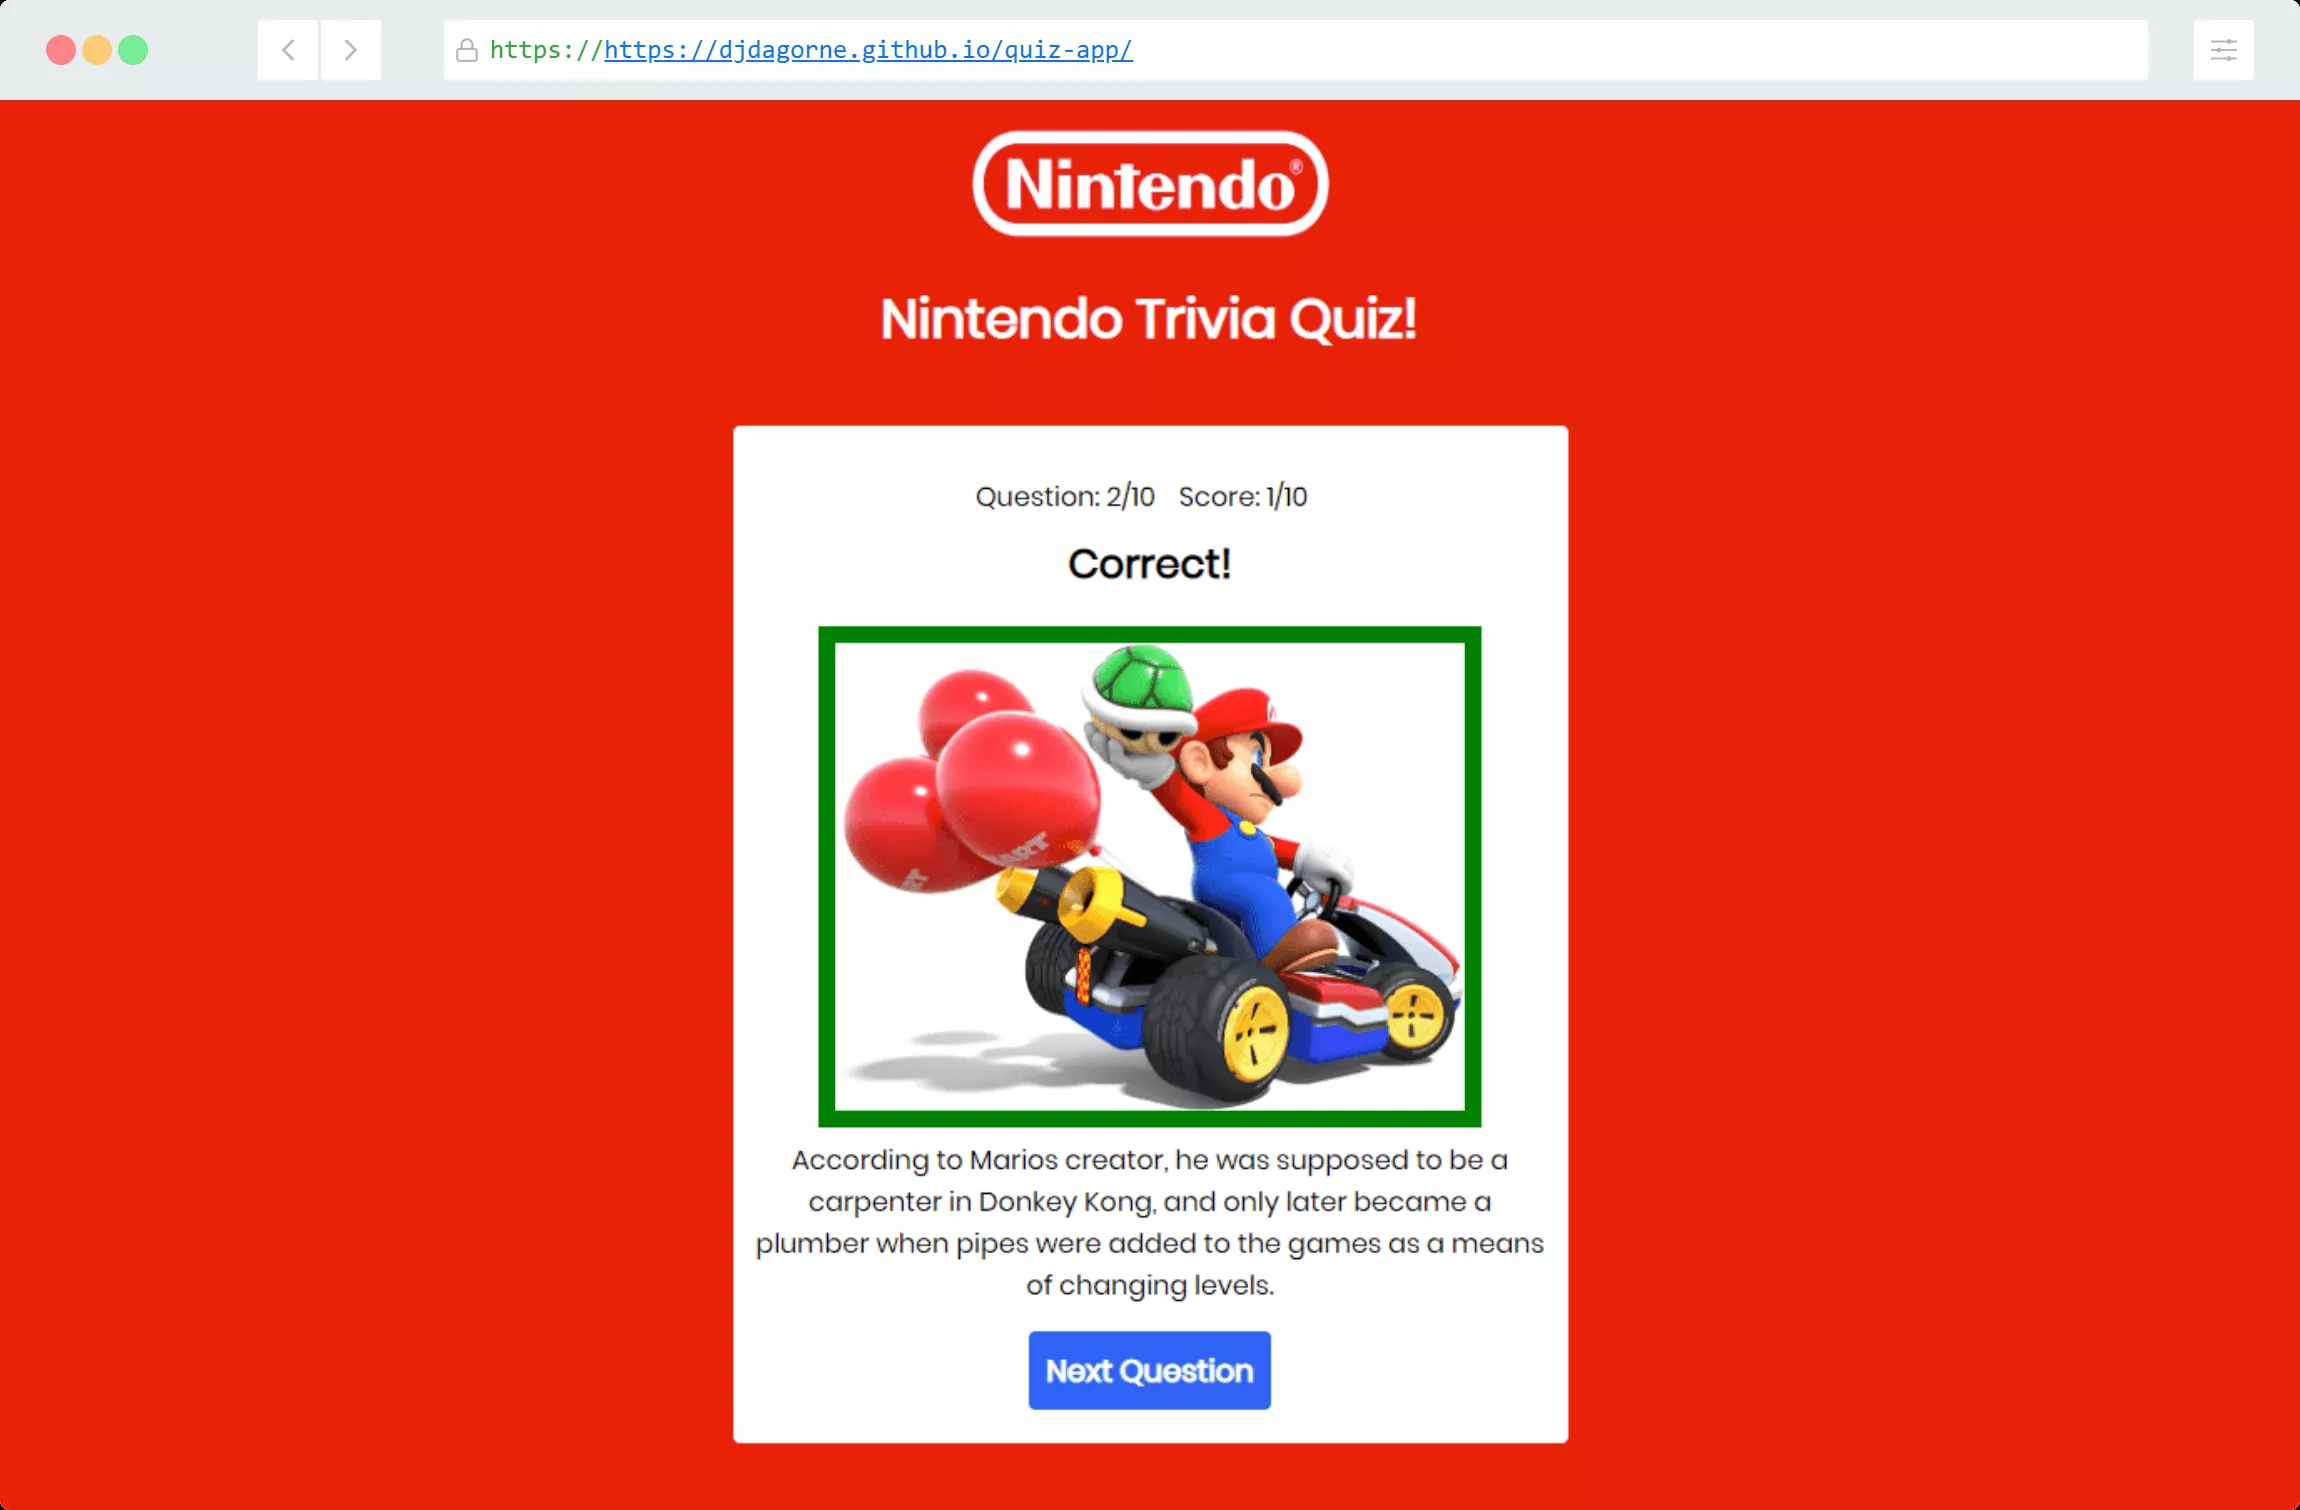 https://https://djdagorne.github.io/quiz-app/
Nintendo®
Nintendo Trivia Quiz!
Question: 2/10 Score: 1/10
Correct!
ART
RT
According to Marios creator, he was supposed to be a
carpenter in Donkey Kong, and only later became a
plumber when pipes were added to the games as a means
of changing levels.
Next Question